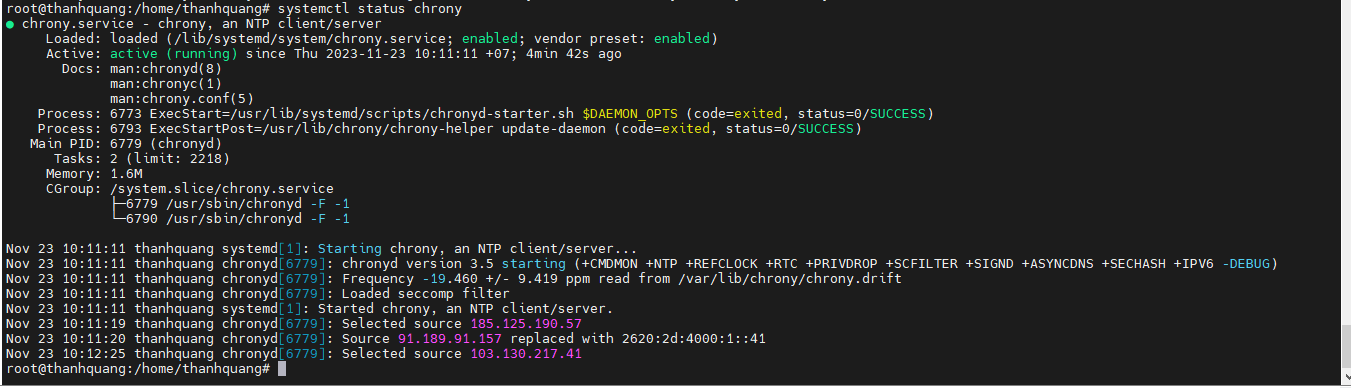 root@thanhquang:/home/thanhquang# systemctl status chrony
● chrony.service - chrony, an NTP client/server
Loaded: loaded (/lib/systemd/system/chrony.service; enabled; vendor preset: enabled)
Active: active (running) since Thu 2023-11-23 10:11:11 +07; 4min 42s ago
Docs: man:chronyd(8)
man:chronyc(1)
man:chrony.conf(5)
Process: 6773 ExecStart=/usr/lib/systemd/scripts/chronyd-starter.sh $DAEMON_OPTS (code=exited, status=0/SUCCESS)
Process: 6793 ExecStartPost=/usr/lib/chrony/chrony-helper update-daemon (code=exited, status=0/SUCCESS)
Main PID: 6779 (chronyd)
Tasks: 2 (limit: 2218)
Memory: 1.6M
CGroup: /system.slice/chrony.service
├─6779 /usr/sbin/chronyd -F -1
└─6790 /usr/sbin/chronyd -F -1
Nov 23 10:11:11 thanhquang systemd[1]: Starting chrony, an NTP client/server...
Nov 23 10:11:11 thanhquang chronyd[6779]: chronyd version 3.5 starting (+CMDMON +NTP +REFCLOCK +RTC +PRIVDROP +SCFILTER +SIGND +ASYNCDNS +SECHASH +IPV6 -DEBUG)
Nov 23 10:11:11 thanhquang chronyd[6779]: Frequency -19.460 +/- 9.419 ppm read from /var/lib/chrony/chrony.drift
Nov 23 10:11:11 thanhquang chronyd[6779]: Loaded seccomp filter
Nov 23 10:11:11 thanhquang systemd[1]: Started chrony, an NTP client/server.
Nov 23 10:11:19 thanhquang chronyd[6779]: Selected source 185.125.190.57
Nov 23 10:11:20 thanhquang chronyd[6779]: Source 91.189.91.157 replaced with 2620:2d:4000:1::41
Nov 23 10:12:25 thanhquang chronyd[6779]: Selected source 103.130.217.41
root@thanhquang:/home/thanhquang#